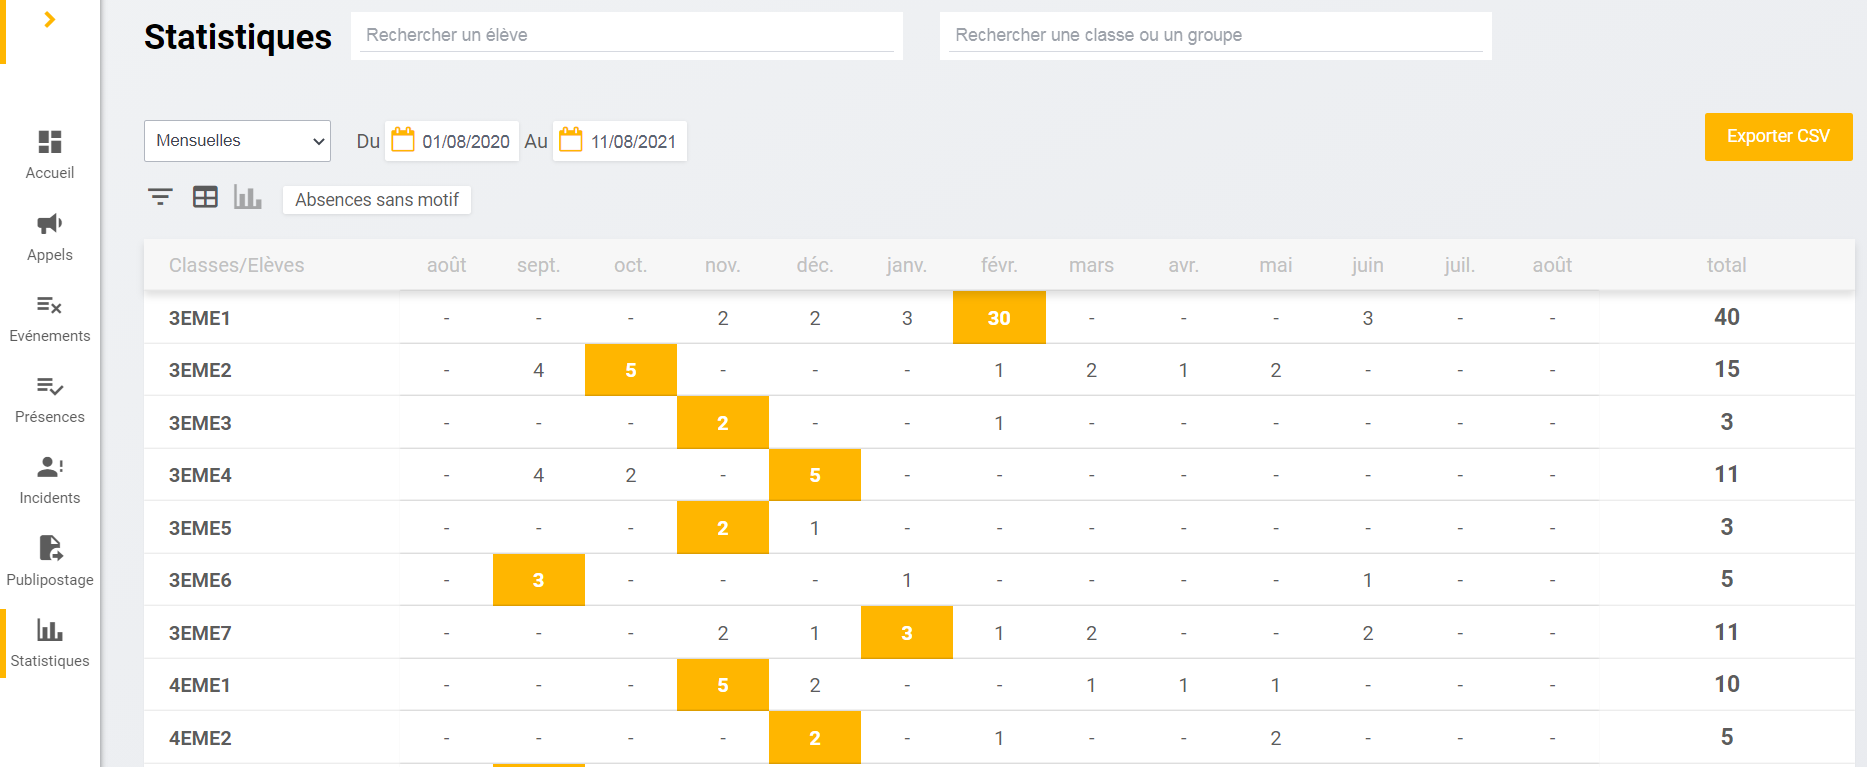 Statistiques
Rechercher un élève
Rechercher une classe ou un groupe
Accueil
Appels
Evénements
Présences
Incidents
Publipostage
Statistiques
Mensuelles Du 01/08/2020 Au 11/08/2021
Exporter CSV
Absences sans motif
Classes/Elèves août sept. oct. nov. déc. janv. févr. mars avr. mai juin juil. août total
3EME1 - - - 2 2 3 30 - - - 3 - - 40
3EME2 - 4 5 - - - 1 2 1 2 - - - 15
3EME3 - - - 2 - - 1 - - - - - - 3
3EME4 - 4 2 - 5 - - - - - - - - 11
3EME5 - - - 2 1 - - - - - - - - 3
3EME6 - 3 - - - 1 - - - - 1 - - 5
3EME7 - - - 2 1 3 1 2 - - 2 - - 11
4EME1 - - - 5 2 - - 1 1 1 - - - 10
4EME2 - - - - 2 - 1 - - 2 - - - 5